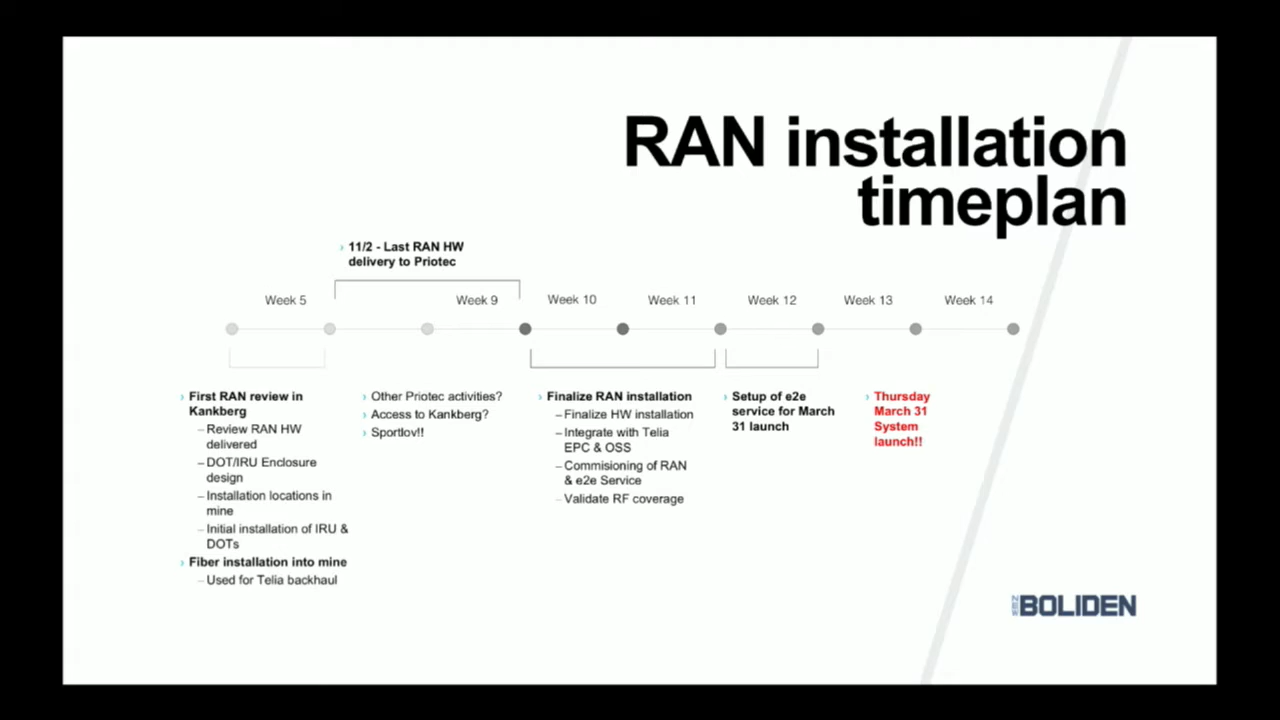 RAN installation
timeplan
› 11/2 - Last RAN HW
delivery to Priotec
Week 5
Week 9
Week 10
Week 11
Week 12
Week 13
Week 14
› First RAN review in
Kankberg
– Review RAN HW
delivered
– DOT/IRU Enclosure
design
– Installation locations in
mine
– Initial installation of IRU &
DOTs
› Fiber installation into mine
– Used for Telia backhaul
› Other Priotec activities?
› Access to Kankberg?
› Sportlov!!
› Finalize RAN installation
– Finalize HW installation
– Integrate with Telia
EPC & OSS
– Commisioning of RAN
& e2e Service
– Validate RF coverage
› Setup of e2e
service for March
31 launch
› Thursday
March 31
System
launch!!
BOLIDEN